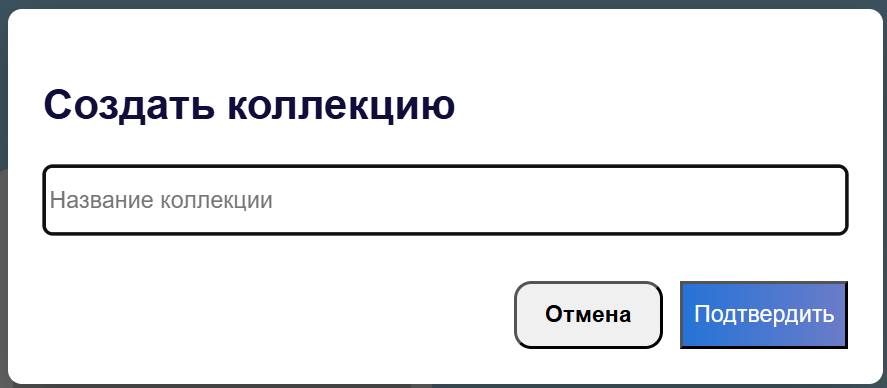 Создать коллекцию
Название коллекции
Отмена
Подтвердить